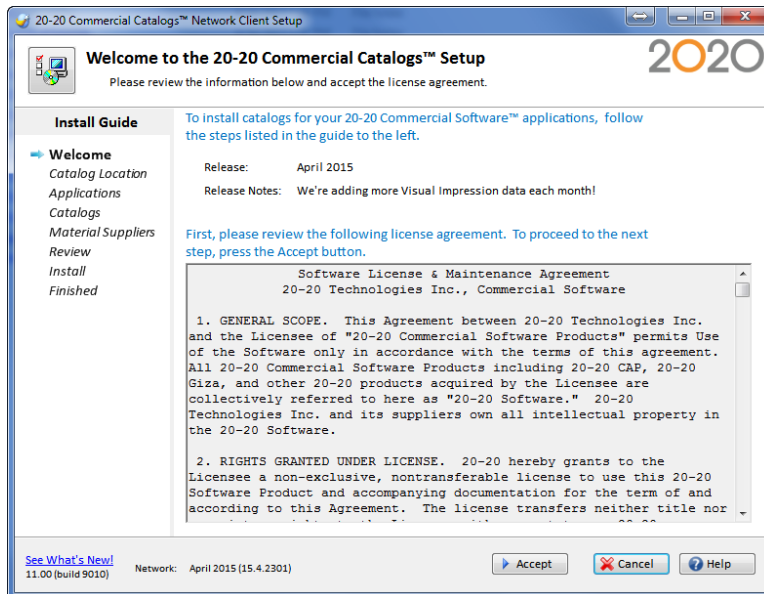 20-20 Commercial Catalogs™ Network Client Setup
Welcome to the 20-20 Commercial Catalogs™ Setup
Please review the information below and accept the license agreement.
2020
Install Guide
Welcome
Catalog Location
Applications
Catalogs
Material Suppliers
Review
Install
Finished
To install catalogs for your 20-20 Commercial Software™ applications, follow
the steps listed in the guide to the left.
Release: April 2015
Release Notes: We're adding more Visual Impression data each month!
First, please review the following license agreement. To proceed to the next
step, press the Accept button.
Software License & Maintenance Agreement
20-20 Technologies Inc., Commercial Software
1. GENERAL SCOPE. This Agreement between 20-20 Technologies Inc.
and the Licensee of "20-20 Commercial Software Products" permits Use
of the Software only in accordance with the terms of this agreement.
All 20-20 Commercial Software Products including 20-20 CAP, 20-20
Giza, and other 20-20 products acquired by the Licensee are
collectively referred to here as "20-20 Software." 20-20
Technologies Inc. and its suppliers own all intellectual property in
the 20-20 Software.
2. RIGHTS GRANTED UNDER LICENSE. 20-20 hereby grants to the
Licensee a non-exclusive, nontransferable license to use this 20-20
Software Product and accompanying documentation for the term of and
according to this Agreement. The license transfers neither title nor
See What's New!
11.00 (build 9010)
Network: April 2015 (15.4.2301)
Accept
Cancel
Help